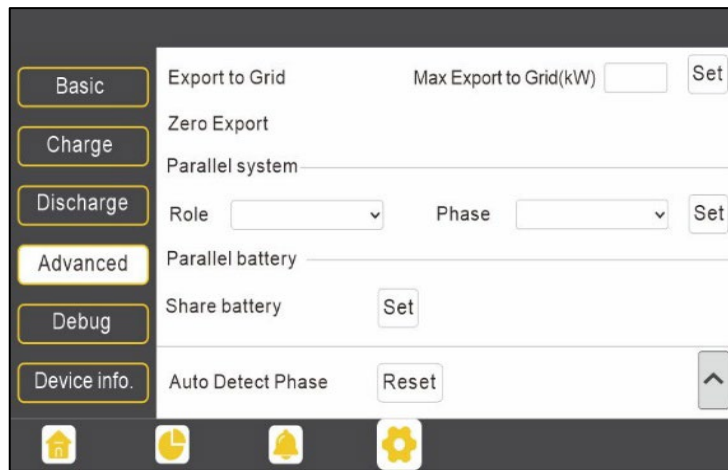 Basic
Charge
Discharge
Advanced
Debug
Device info.
Export to Grid Max Export to Grid(kW) Set
Zero Export
Parallel system
Role Phase Set
Parallel battery
Share battery Set
Auto Detect Phase Reset